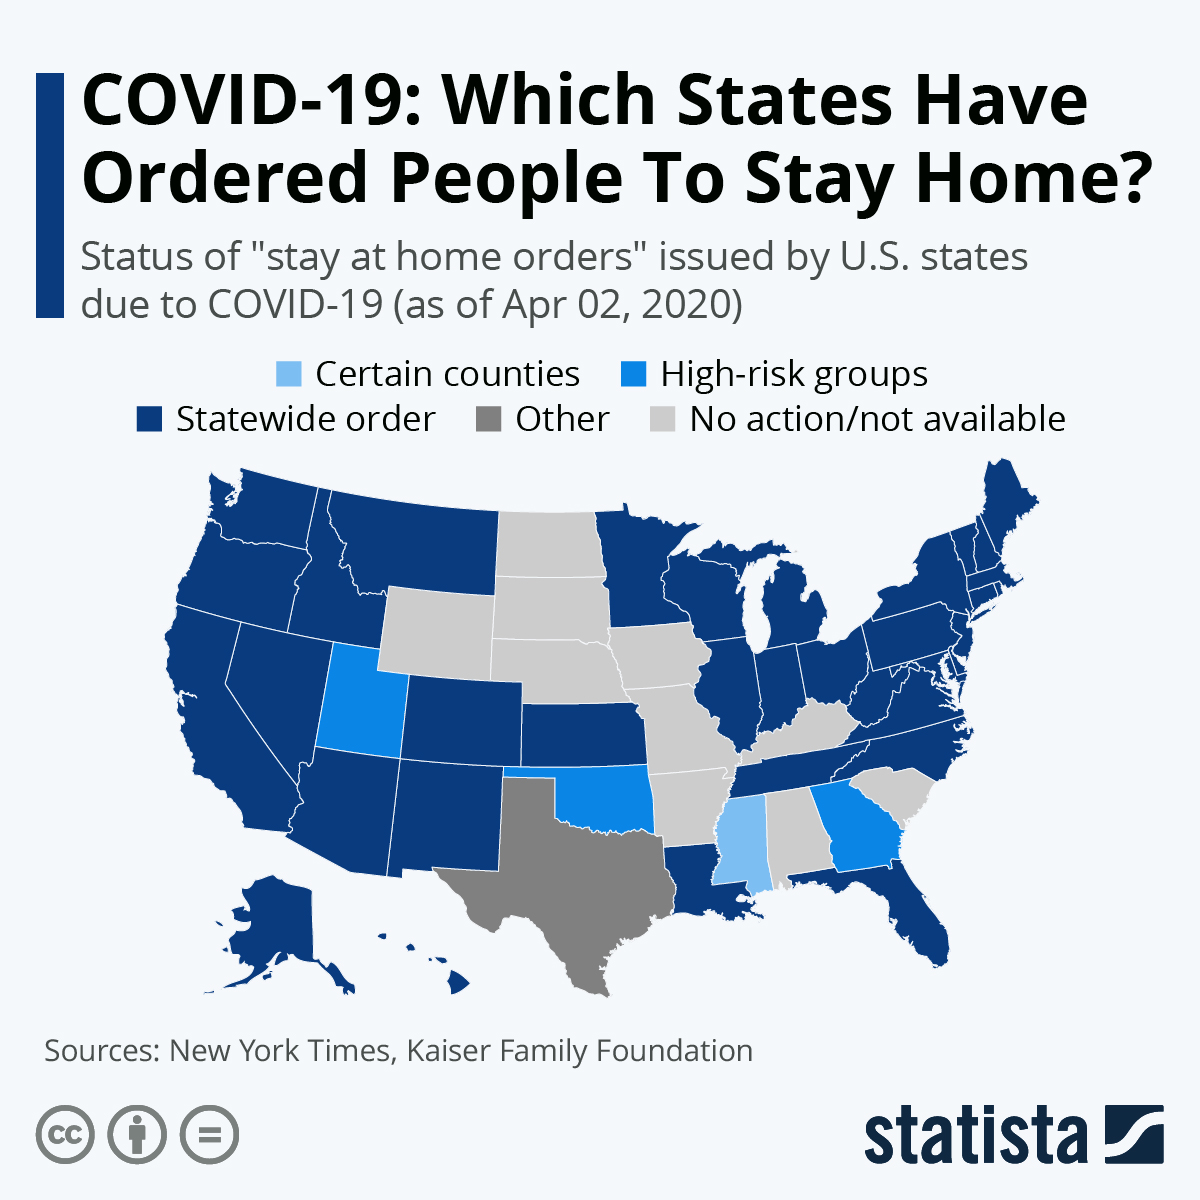 COVID-19: Which States Have
Ordered People To Stay Home?
Status of "stay at home orders" issued by U.S. states
due to COVID-19 (as of Apr 02, 2020)
Certain counties High-risk groups
Statewide order Other No action/not available
Sources: New York Times, Kaiser Family Foundation
cc = statista